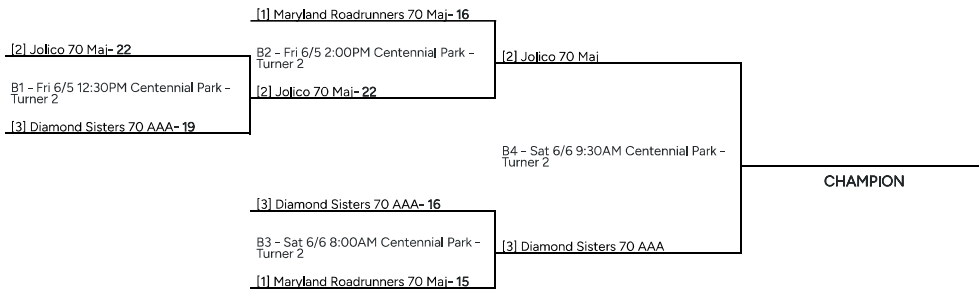 [1] Maryland Roadrunners 70 Maj- 16
[2] Jolico 70 Maj- 22
B2 - Fri 6/5 2:00PM Centennial Park -
Turner 2
[2] Jolico 70 Maj
B1 - Fri 6/5 12:30PM Centennial Park -
Turner 2
[2] Jolico 70 Maj- 22
[3] Diamond Sisters 70 AAA- 19
B4 - Sat 6/6 9:30AM Centennial Park -
Turner 2
CHAMPION
[3] Diamond Sisters 70 AAA- 16
B3 - Sat 6/6 8:00AM Centennial Park -
Turner 2
[3] Diamond Sisters 70 AAA
[1] Maryland Roadrunners 70 Maj- 15